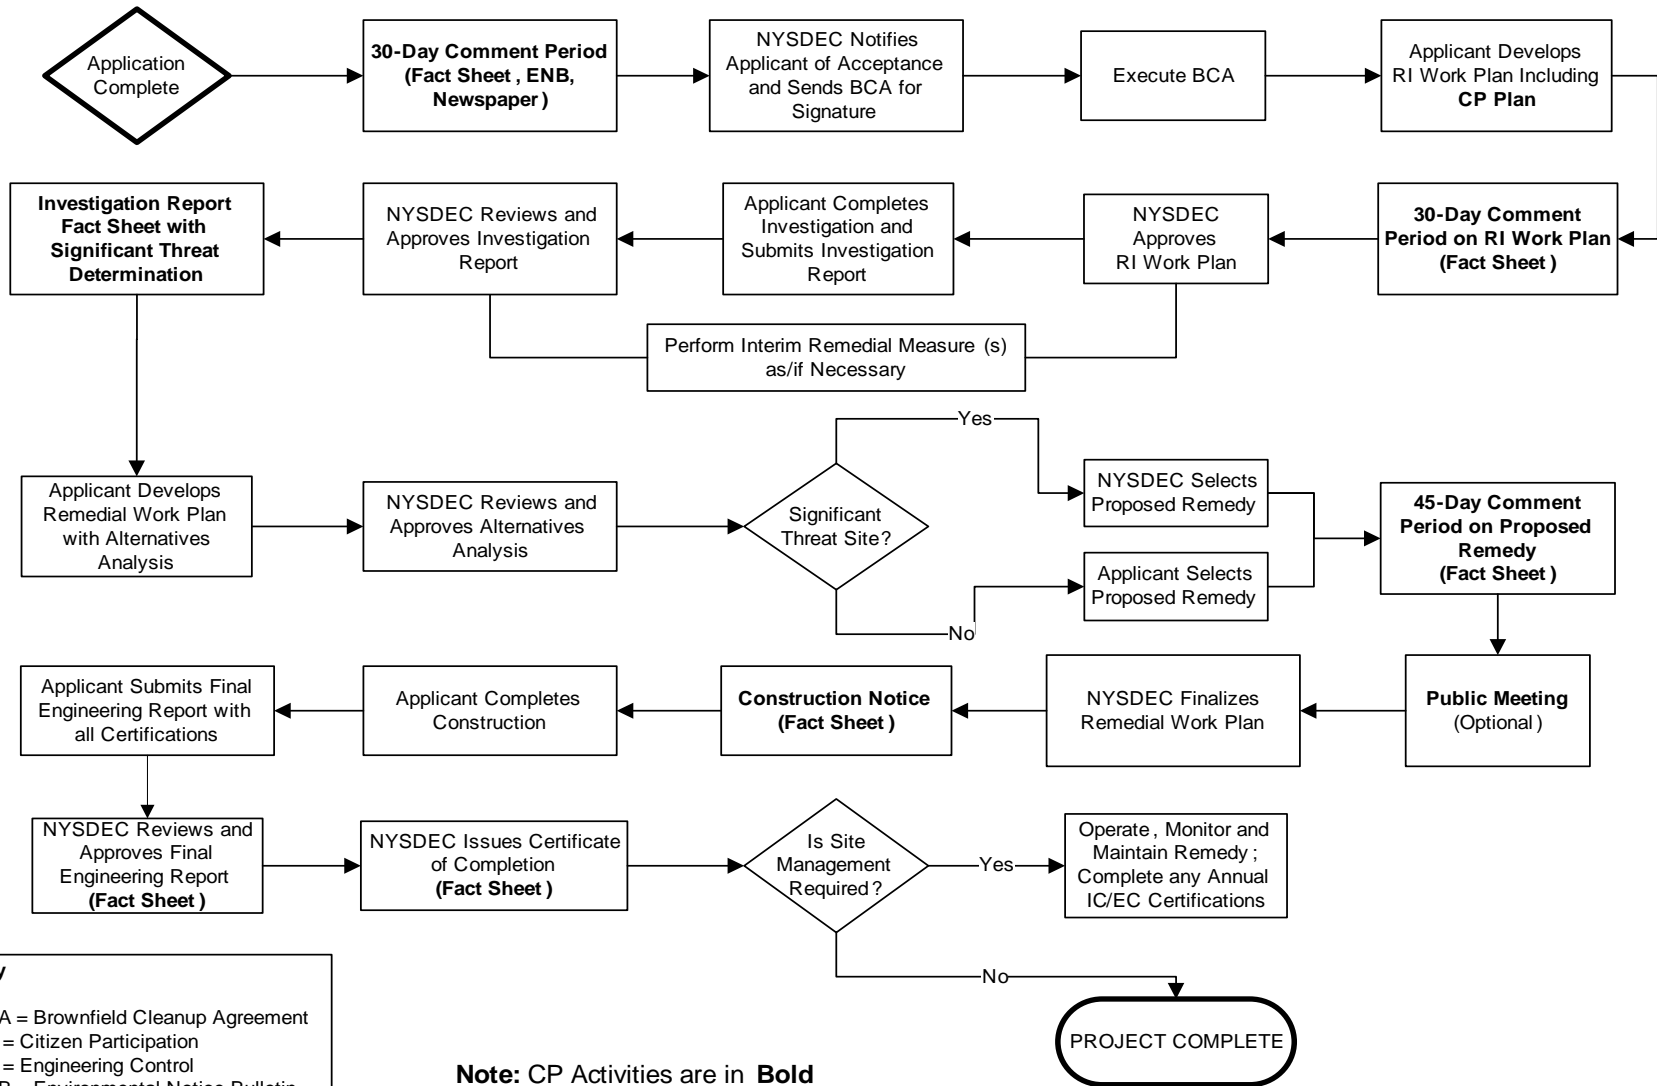 Application
Complete
30-Day Comment Period
(Fact Sheet, ENB,
Newspaper)
NYSDEC Notifies
Applicant of Acceptance
and Sends BCA for
Signature
Execute BCA
Applicant Develops
RI Work Plan Including
CP Plan
Investigation Report
Fact Sheet with
Significant Threat
Determination
NYSDEC Reviews and
Approves Investigation
Report
Applicant Completes
Investigation and
Submits Investigation
Report
NYSDEC
Approves
RI Work Plan
30-Day Comment
Period on RI Work Plan
(Fact Sheet)
Perform Interim Remedial Measure (s)
as/if Necessary
Yes
Applicant Develops
Remedial Work Plan
with Alternatives
Analysis
NYSDEC Reviews and
Approves Alternatives
Analysis
Significant
Threat Site?
NYSDEC Selects
Proposed Remedy
Applicant Selects
Proposed Remedy
45-Day Comment
Period on Proposed
Remedy
(Fact Sheet)
No
Applicant Submits Final
Engineering Report with
all Certifications
Applicant Completes
Construction
Construction Notice
(Fact Sheet)
NYSDEC Finalizes
Remedial Work Plan
Public Meeting
(Optional)
NYSDEC Reviews and
Approves Final
Engineering Report
(Fact Sheet)
NYSDEC Issues Certificate
of Completion
(Fact Sheet)
Is Site
Management
Required?
Yes
Operate, Monitor and
Maintain Remedy;
Complete any Annual
IC/EC Certifications
No
PROJECT COMPLETE
y
A = Brownfield Cleanup Agreement
= Citizen Participation
= Engineering Control
= Environmental Notice Bulletin
Note: CP Activities are in Bold